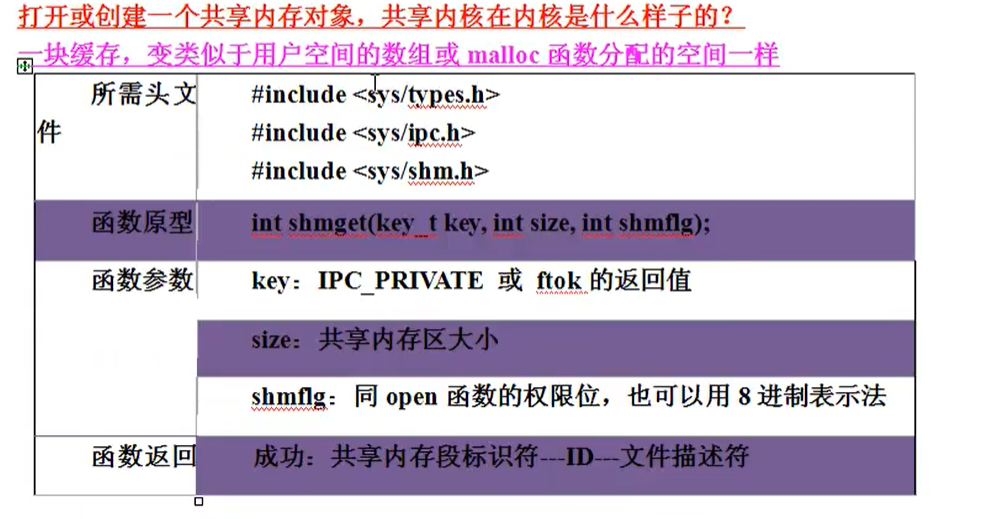 打开或创建一个共享内存对象，共享内核在内核是什么样子的？
一块缓存，变类似于用户空间的数组或 malloc 函数分配的空间一样
所需头文件
#include <sys/types.h>
#include <sys/ipc.h>
#include <sys/shm.h>
函数原型
int shmget(key_t key, int size, int shmflg);
函数参数
key：IPC_PRIVATE 或 ftok 的返回值
size：共享内存区大小
shmflg：同 open 函数的权限位，也可以用 8 进制表示法
函数返回
成功：共享内存段标识符---ID---文件描述符